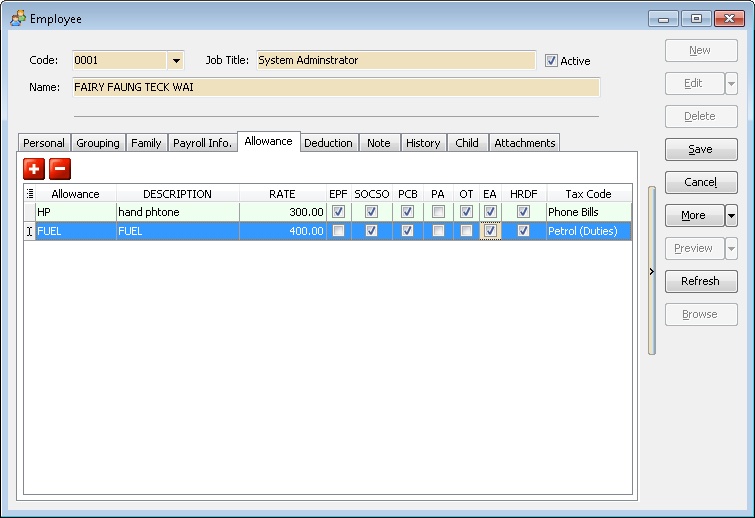 Employee
Code: 0001 Job Title: System Adminstrator Active New
Name: FAIRY FAUNG TECK WAI Edit
Delete
Personal Grouping Family Payroll Info. Allowance Deduction Note History Child Attachments Save
Allowance DESCRIPTION RATE EPF SOCSO PCB PA OT EA HRDF Tax Code Cancel
HP hand phtone 300.00 Phone Bills More
FUEL FUEL 400.00 Petrol (Duties)
Preview
Refresh
Browse